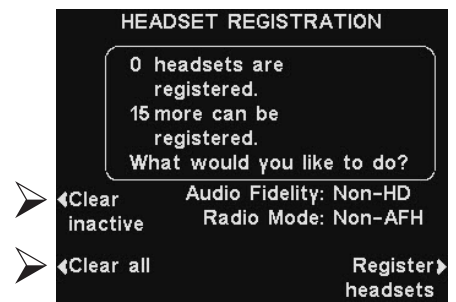 HEADSET REGISTRATION
0 headsets are
registered.
15 more can be
registered.
What would you like to do?
Clear
inactive
Audio Fidelity: Non-HD
Radio Mode: Non-AFH
Clear all
Register
headsets